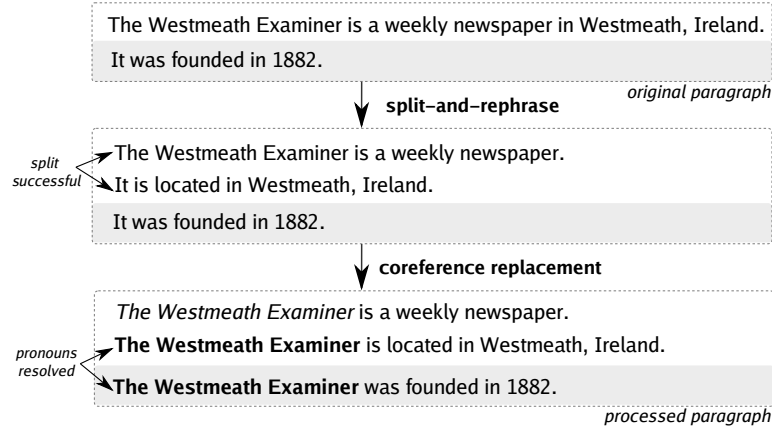 The Westmeath Examiner is a weekly newspaper in Westmeath, Ireland.
It was founded in 1882.
original paragraph
split–and–rephrase
split
successful
The Westmeath Examiner is a weekly newspaper.
It is located in Westmeath, Ireland.
It was founded in 1882.
coreference replacement
The Westmeath Examiner is a weekly newspaper.
pronouns
resolved
The Westmeath Examiner is located in Westmeath, Ireland.
The Westmeath Examiner was founded in 1882.
processed paragraph